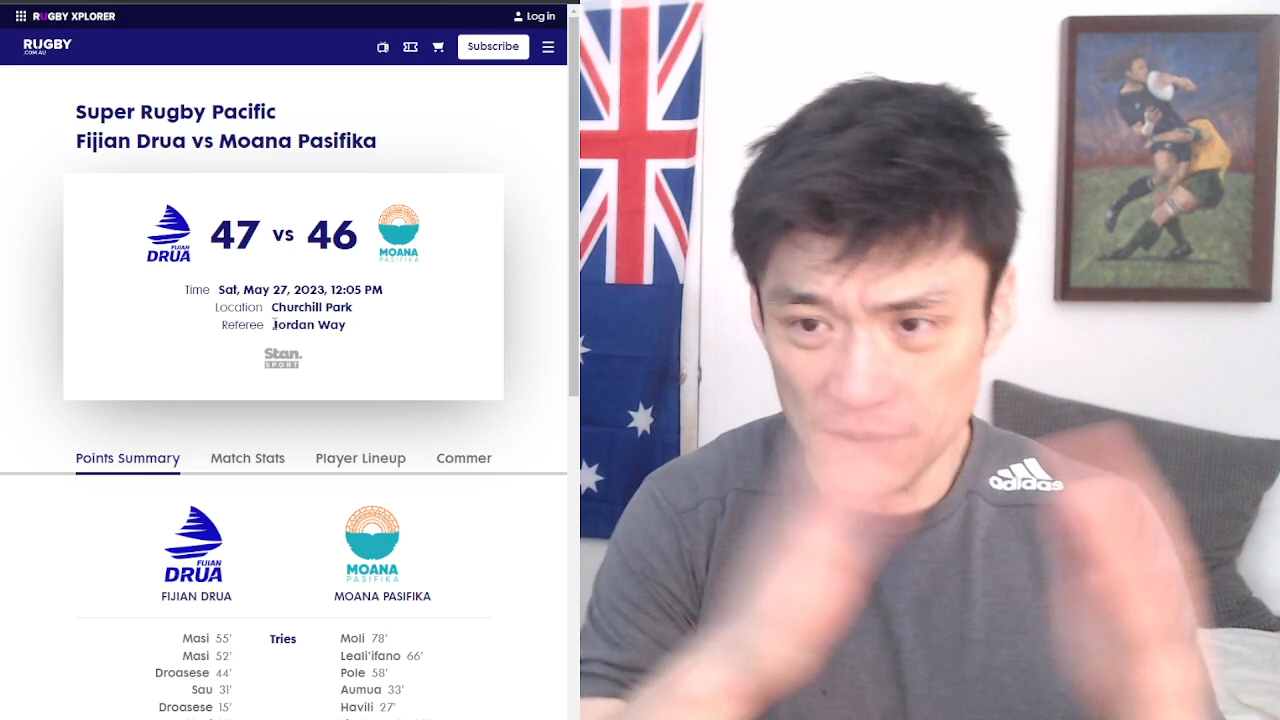 RUGBY XPLORER
Log in
RUGBY
.COM.AU
Subscribe
Super Rugby Pacific
Fijian Drua vs Moana Pasifika
FIJIAN
DRUA
47 vs 46
MOANA
PASIFIKA
Time Sat, May 27, 2023, 12:05 PM
Location Churchill Park
Referee Jordan Way
Stan.
SPORT
Points Summary
Match Stats
Player Lineup
Commer
FIJIAN
DRUA
MOANA
PASIFIKA
FIJIAN DRUA
MOANA PASIFIKA
Masi 55' Tries Moli 78'
Masi 52' Leali'ifano 66'
Droasese 44' Pole 58'
Sau 31' Aumua 33'
Droasese 15' Havili 27'
adidas